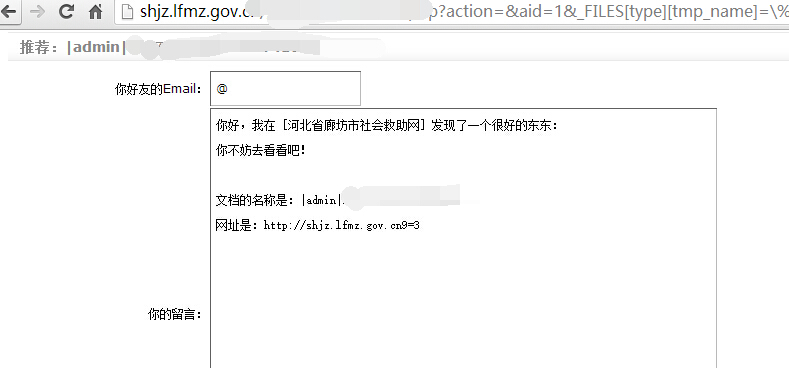 shjz.lfmz.gov.c
p?action=&aid=1&_FILES[type][tmp_name]=\%
推荐：|admin|
你好友的Email：
@
你好，我在 [河北省廊坊市社会救助网] 发现了一个很好的东东：
你不妨去看看吧！
文档的名称是：|admin|
网址是：http://shjz.lfmz.gov.cn9=3
你的留言：